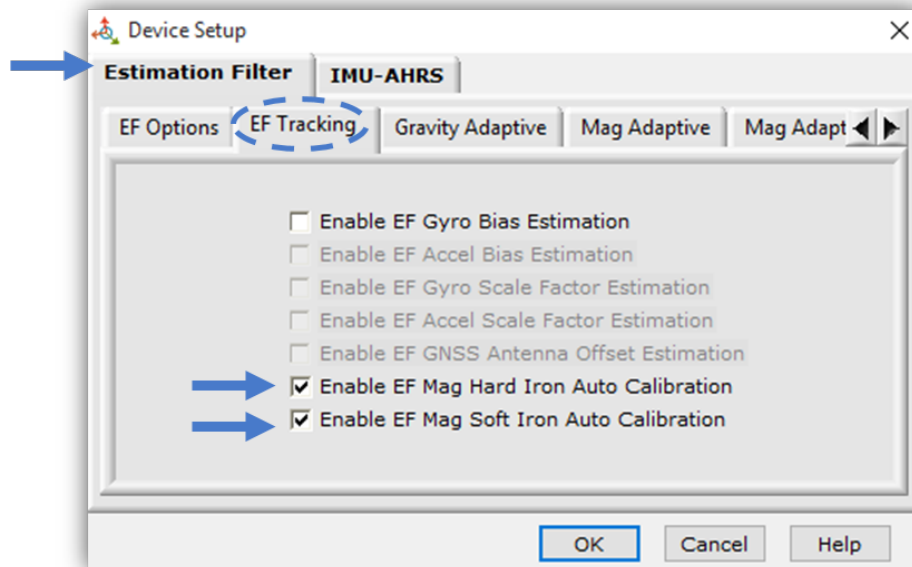 Device Setup
Estimation Filter IMU-AHRS
EF Options EF Tracking Gravity Adaptive Mag Adaptive Mag Adapt
Enable EF Gyro Bias Estimation
Enable EF Accel Bias Estimation
Enable EF Gyro Scale Factor Estimation
Enable EF Accel Scale Factor Estimation
Enable EF GNSS Antenna Offset Estimation
Enable EF Mag Hard Iron Auto Calibration
Enable EF Mag Soft Iron Auto Calibration
OK Cancel Help